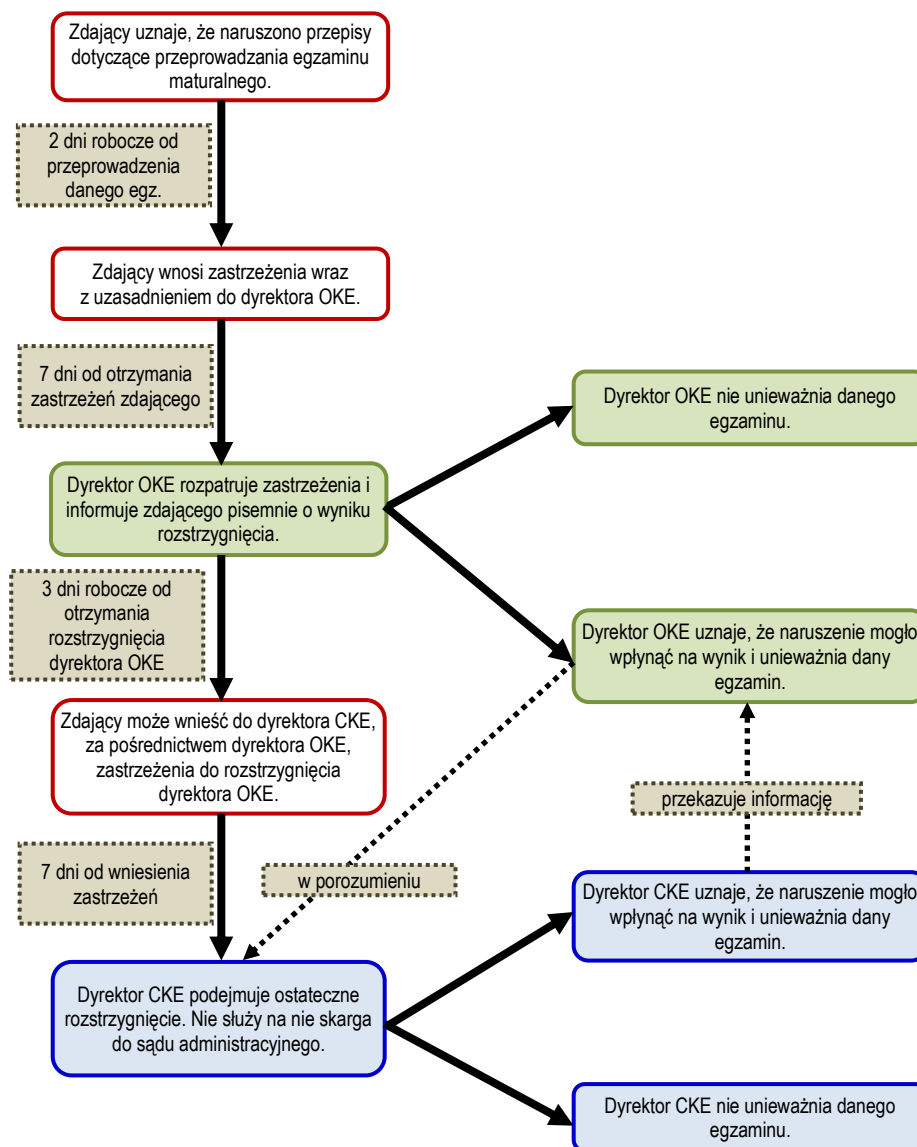 Zdający uznaje, że naruszono przepisy
dotyczące przeprowadzania egzaminu
maturalnego.
2 dni robocze od
przeprowadzenia
danego egz.
Zdający wnosi zastrzeżenia wraz
z uzasadnieniem do dyrektora OKE.
7 dni od otrzymania
zastrzeżeń zdającego
Dyrektor OKE nie unieważnia danego
egzaminu.
Dyrektor OKE rozpatruje zastrzeżenia i
informuje zdającego pisemnie o wyniku
rozstrzygnięcia.
3 dni robocze od
otrzymania
rozstrzygnięcia
dyrektora OKE
Dyrektor OKE uznaje, że naruszenie mogło
wpłynąć na wynik i unieważnia dany
egzamin.
Zdający może wnieść do dyrektora CKE,
za pośrednictwem dyrektora OKE,
zastrzeżenia do rozstrzygnięcia
dyrektora OKE.
przekazuje informację
7 dni od wniesienia
zastrzeżeń
w porozumieniu
Dyrektor CKE uznaje, że naruszenie mogło
wpłynąć na wynik i unieważnia dany
egzamin.
Dyrektor CKE podejmuje ostateczne
rozstrzygnięcie. Nie służy na nie skarga
do sądu administracyjnego.
Dyrektor CKE nie unieważnia danego
egzaminu.